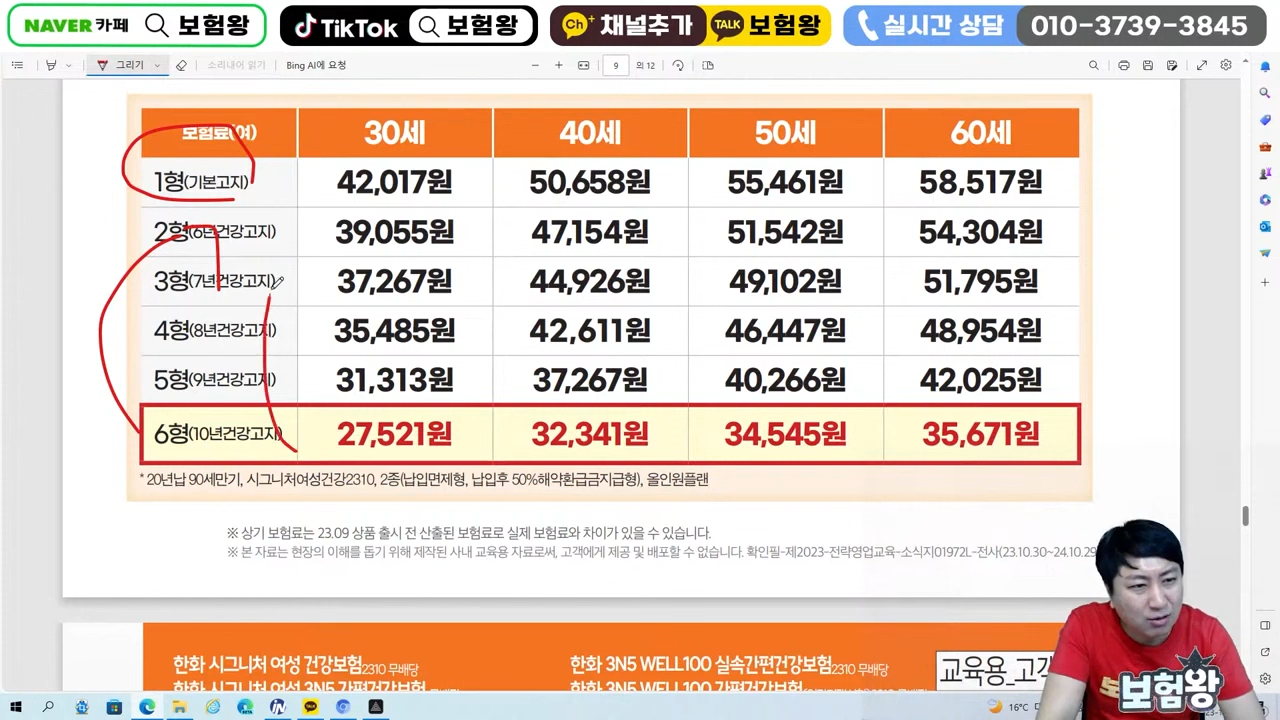 NAVER 카페 보험왕 TikTok 보험왕 Ch+ 채널추가 TALK 보험왕 실시간 상담 010-3739-3845
그리기 소리내어 읽기 Bing AI에 요청 9 의 12
보험료(여) 30세 40세 50세 60세
1형(기본고지) 42,017원 50,658원 55,461원 58,517원
2형(6년건강고지) 39,055원 47,154원 51,542원 54,304원
3형(7년건강고지) 37,267원 44,926원 49,102원 51,795원
4형(8년건강고지) 35,485원 42,611원 46,447원 48,954원
5형(9년건강고지) 31,313원 37,267원 40,266원 42,025원
6형(10년건강고지) 27,521원 32,341원 34,545원 35,671원
* 20년납 90세만기, 시그니처여성건강2310, 2종(납입면제형, 납입후 50%해약환급금지급형), 올인원플랜
※ 상기 보험료는 23.09 상품 출시 전 산출된 보험료로 실제 보험료와 차이가 있을 수 있습니다.
※ 본 자료는 현장의 이해를 돕기 위해 제작된 사내 교육용 자료로써, 고객에게 제공 및 배포할 수 없습니다. 확인필-제2023-전략영업교육-소식지01972L-전사(23.10.30~24.10.29
한화 시그니처 여성 건강보험2310 무배당 한화 3N5 WELL100 실속간편건강보험2310 무배당
교육용_고객
보험왕
16°C